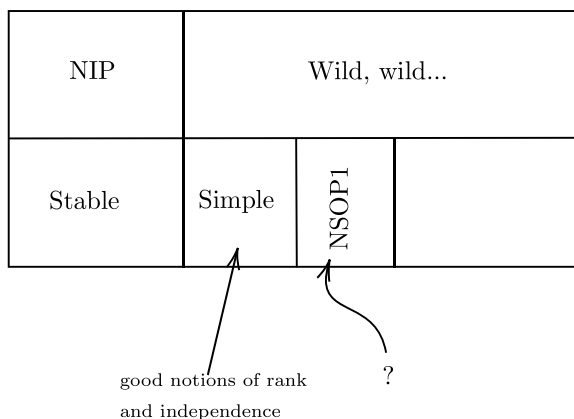 NIP
Wild, wild...
Stable
Simple
NSOP1
good notions of rank
and independence
?